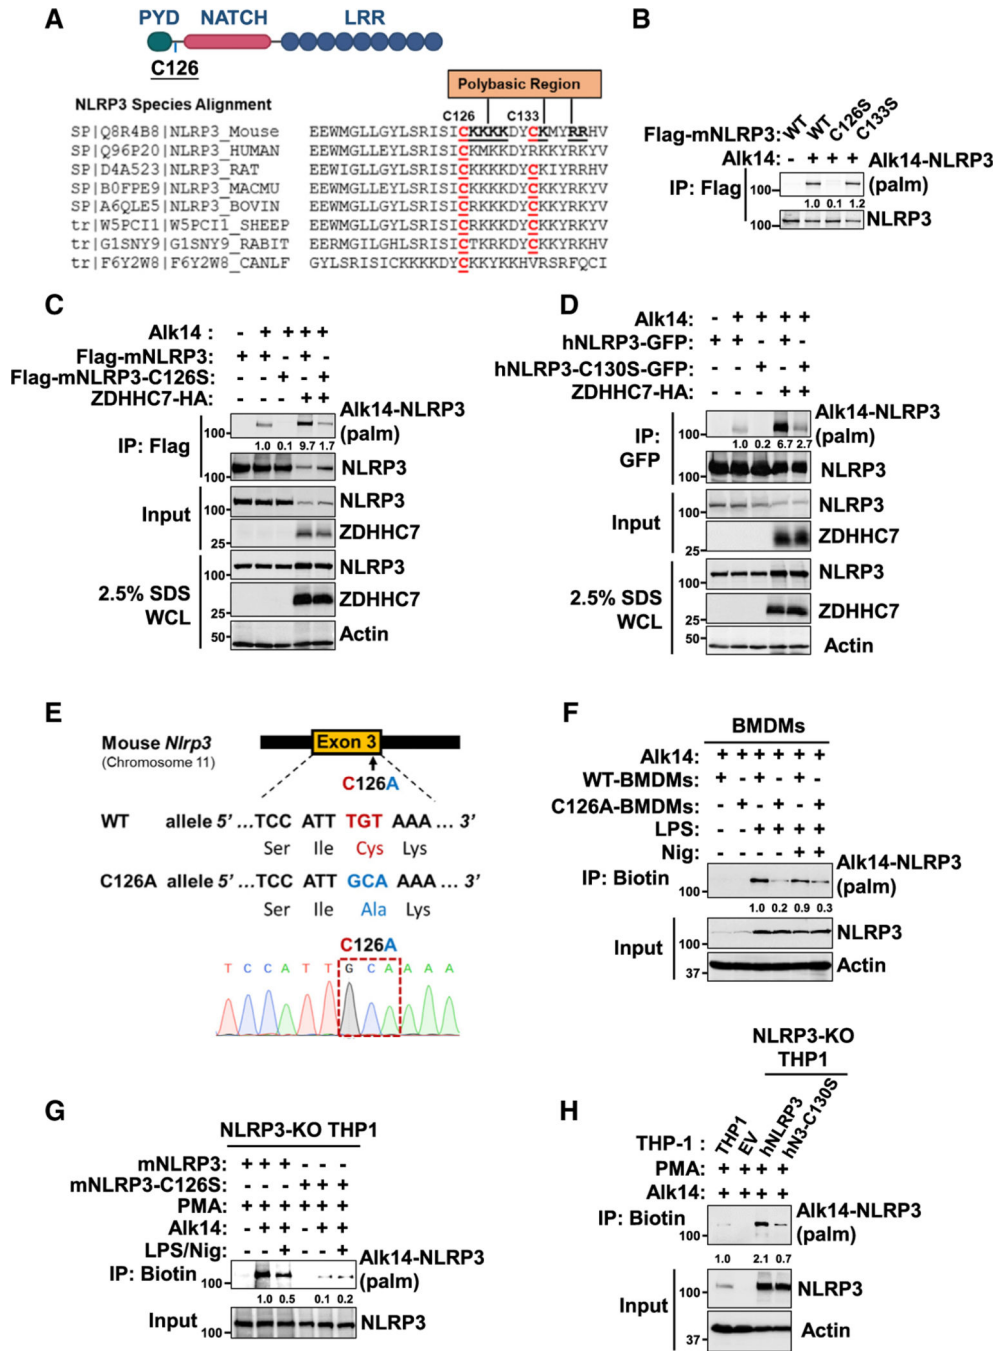 A
PYD NATCH LRR
C126
Polybasic Region
NLRP3 Species Alignment
C126 C133
SP|Q8R4B8|NLRP3_Mouse EEWMGLLGYLSRISICKKKKDYCKMYRRHV
SP|Q96P20|NLRP3_HUMAN EEWMGLLEYLSRISICKMKKDYRKKYRKYV
SP|D4A523|NLRP3_RAT EEWIGLLGYLSRISICKKKKDYCKIYRRHV
SP|B0FPE9|NLRP3_MACMU EEWMGLLEYLSRISICKKKKDYCKKYRKYV
SP|A6QLE5|NLRP3_BOVIN EEWMGLLGYLSRISICRKKKDYCKKYRKYV
tr|W5PCI1|W5PCI1_SHEEP EEWMGLLGYLSRISICRKKKDYCKKYRKYV
tr|G1SNY9|G1SNY9_RABIT EERMGLLGHLSRISICTKRKDYCKKYRKHV
tr|F6Y2W8|F6Y2W8_CANLF GYLSRISICKKKKDYCKKYKKHVRSRFQCI
B
Flag-mNLRP3: WT WT C126S C133S
Alk14: - + + + Alk14-NLRP3
IP: Flag 100 (palm)
1.0 0.1 1.2
100 NLRP3
C
Alk14 : - + + + +
Flag-mNLRP3: + + - + -
Flag-mNLRP3-C126S: - - + - +
ZDHHC7-HA: - - - + +
IP: Flag 100 Alk14-NLRP3
(palm)
1.0 0.1 9.7 1.7
100 NLRP3
Input 100 NLRP3
25 ZDHHC7
2.5% SDS
WCL
100 NLRP3
25 ZDHHC7
50 Actin
D
Alk14: - + + + +
hNLRP3-GFP: + + - + -
hNLRP3-C130S-GFP: - - + - +
ZDHHC7-HA: - - - + +
IP:
GFP
100 Alk14-NLRP3
(palm)
1.0 0.2 6.7 2.7
100 NLRP3
Input 100 NLRP3
25 ZDHHC7
2.5% SDS
WCL
100 NLRP3
25 ZDHHC7
50 Actin
E
Mouse Nlrp3
(Chromosome 11)
Exon 3
C126A
WT allele 5’ ...TCC ATT TGT AAA ... 3’
Ser Ile Cys Lys
C126A allele 5’ ...TCC ATT GCA AAA ... 3’
Ser Ile Ala Lys
C126A
T C C A T T G C A A A
F
BMDMs
Alk14: + + + + + +
WT-BMDMs: + - + - + -
C126A-BMDMs: - + - + - +
LPS: - - + + + +
Nig: - - - - + +
IP: Biotin 100 Alk14-NLRP3
(palm)
1.0 0.2 0.9 0.3
Input 100 NLRP3
37 Actin
G
NLRP3-KO THP1
mNLRP3: + + + - - -
mNLRP3-C126S: - - - + + +
PMA: + + + + + +
Alk14: - + + - + +
LPS/Nig: - - + - - +
IP: Biotin 100 Alk14-NLRP3
(palm)
1.0 0.5 0.1 0.2
Input 100 NLRP3
H
NLRP3-KO
THP1
THP-1 : THP1 EV hNLRP3 hN3-C130S
PMA: + + + +
Alk14: + + + +
IP: Biotin 100 Alk14-NLRP3
(palm)
1.0 2.1 0.7
Input 100 NLRP3
37 Actin